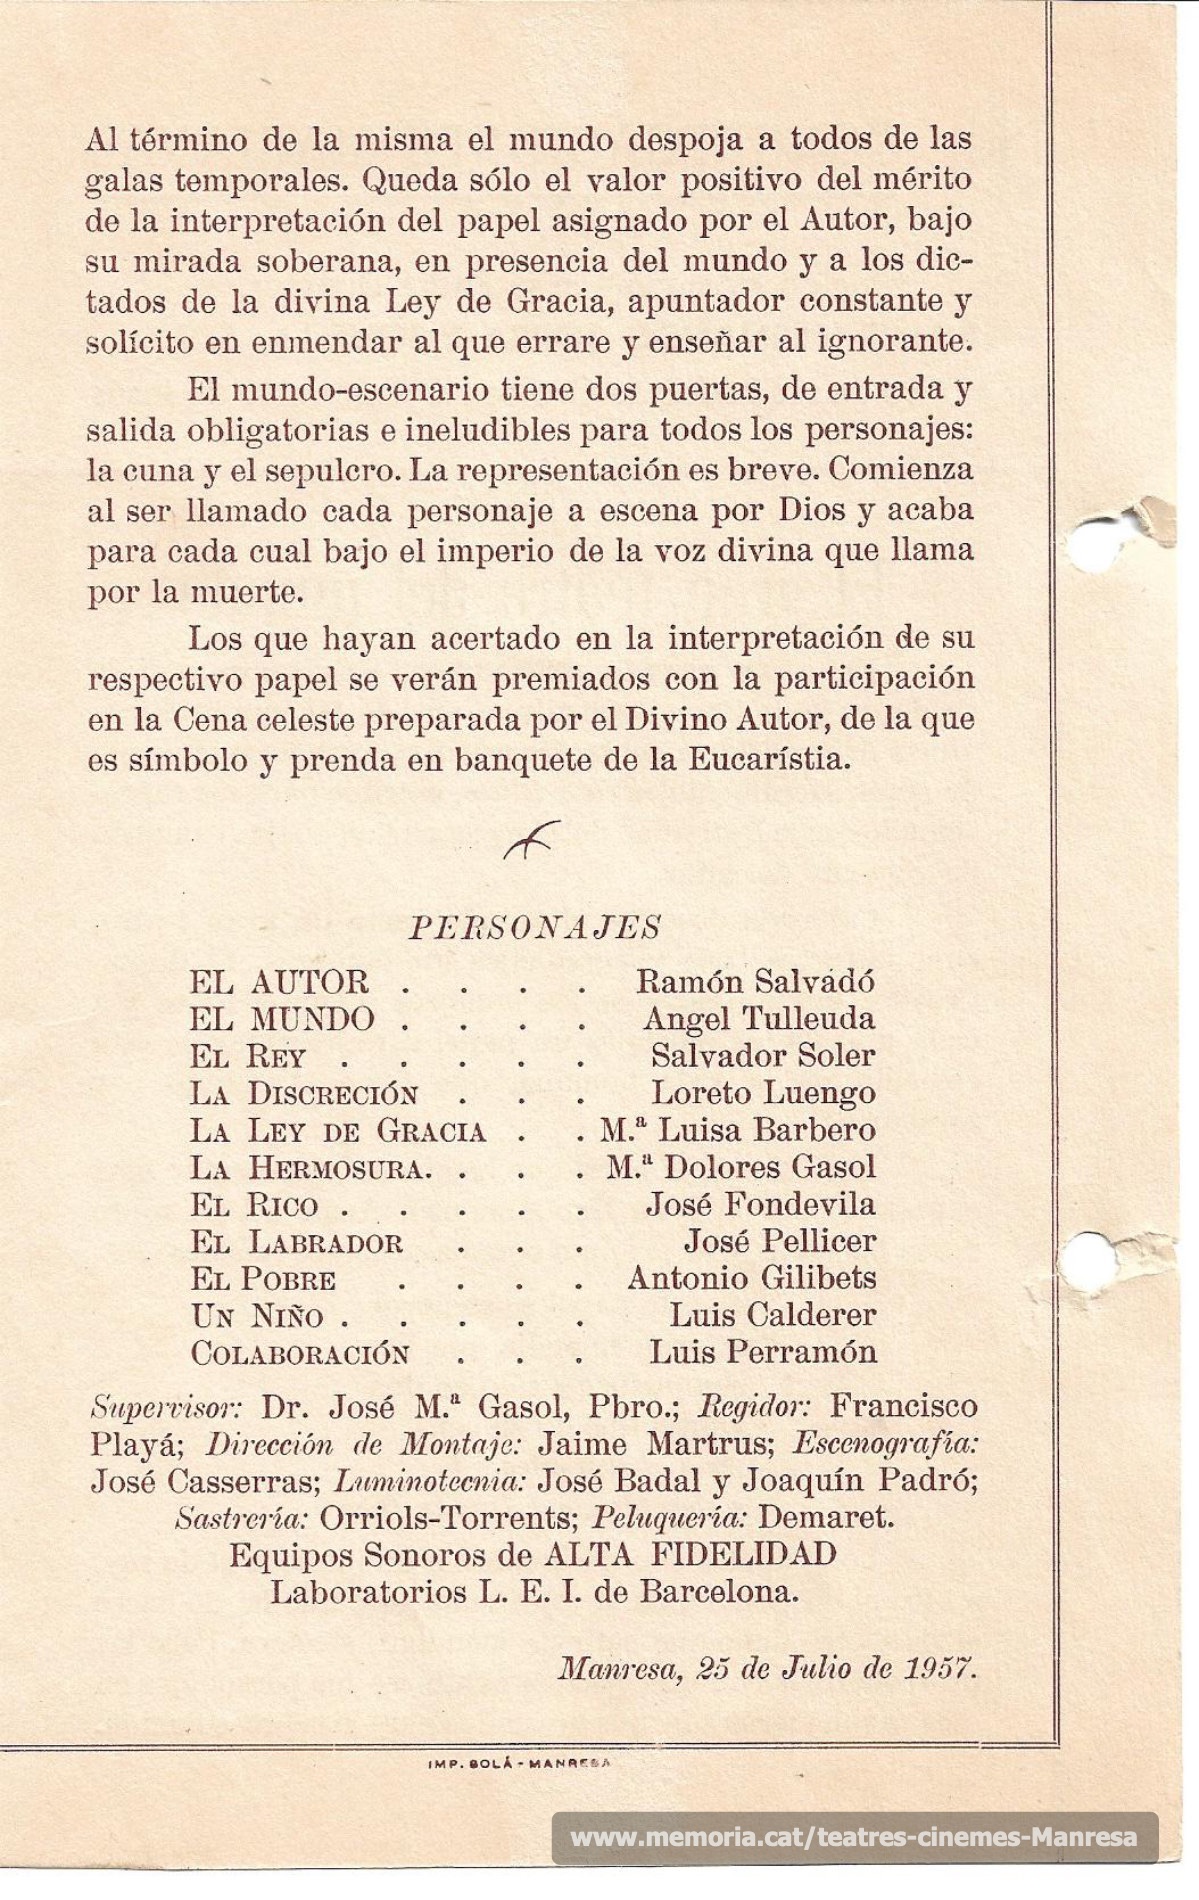 Al término de la misma el mundo despoja a todos de las
galas temporales. Queda sólo el valor positivo del mérito
de la interpretación del papel asignado por el Autor, bajo
su mirada soberana, en presencia del mundo y a los dic-
tados de la divina Ley de Gracia, apuntador constante y
solícito en enmendar al que errare y enseñar al ignorante.
El mundo-escenario tiene dos puertas, de entrada y
salida obligatorias e ineludibles para todos los personajes:
la cuna y el sepulcro. La representación es breve. Comienza
al ser llamado cada personaje a escena por Dios y acaba
para cada cual bajo el imperio de la voz divina que llama
por la muerte.
Los que hayan acertado en la interpretación de su
respectivo papel se verán premiados con la participación
en la Cena celeste preparada por el Divino Autor, de la que
es símbolo y prenda en banquete de la Eucarístia.
PERSONAJES
EL AUTOR . . . . Ramón Salvadó
EL MUNDO . . . . Angel Tulleuda
EL REY . . . . . Salvador Soler
LA DISCRECIÓN . . . Loreto Luengo
LA LEY DE GRACIA . . M.ª Luisa Barbero
LA HERMOSURA. . . . M.ª Dolores Gasol
EL RICO . . . . . José Fondevila
EL LABRADOR . . . José Pellicer
EL POBRE . . . . Antonio Gilibets
UN NIÑO . . . . . Luis Calderer
COLABORACIÓN . . . Luis Perramón
Supervisor: Dr. José M.ª Gasol, Pbro.; Regidor: Francisco
Playá; Dirección de Montaje: Jaime Martrus; Escenografía:
José Casserras; Luminotecnia: José Badal y Joaquín Padró;
Sastrería: Orriols-Torrents; Peluquería: Demaret.
Equipos Sonoros de ALTA FIDELIDAD
Laboratorios L. E. I. de Barcelona.
Manresa, 25 de Julio de 1957.
IMP. BOLÁ - MANRESA
www.memoria.cat/teatres-cinemes-Manresa